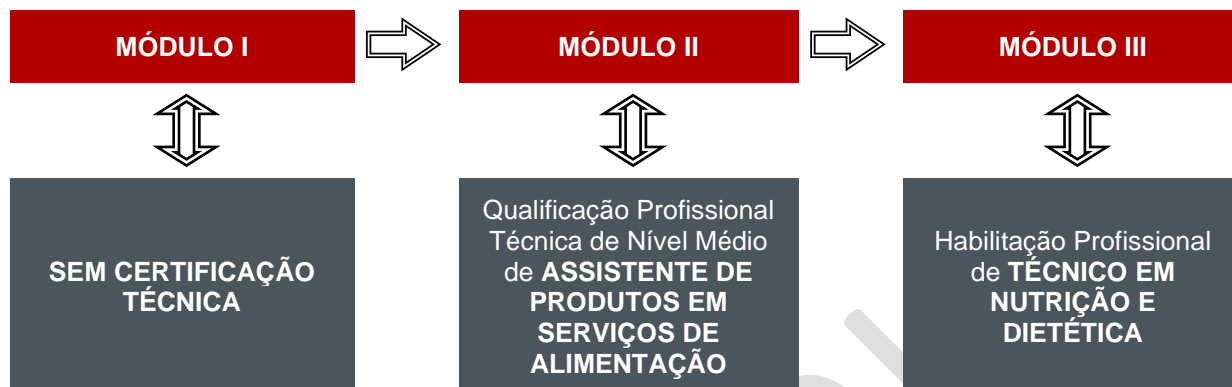 MÓDULO I
MÓDULO II
MÓDULO III
SEM CERTIFICAÇÃO
TÉCNICA
Qualificação Profissional
Técnica de Nível Médio
de ASSISTENTE DE
PRODUTOS EM
SERVIÇOS DE
ALIMENTAÇÃO
Habilitação Profissional
de TÉCNICO EM
NUTRIÇÃO E
DIETÉTICA